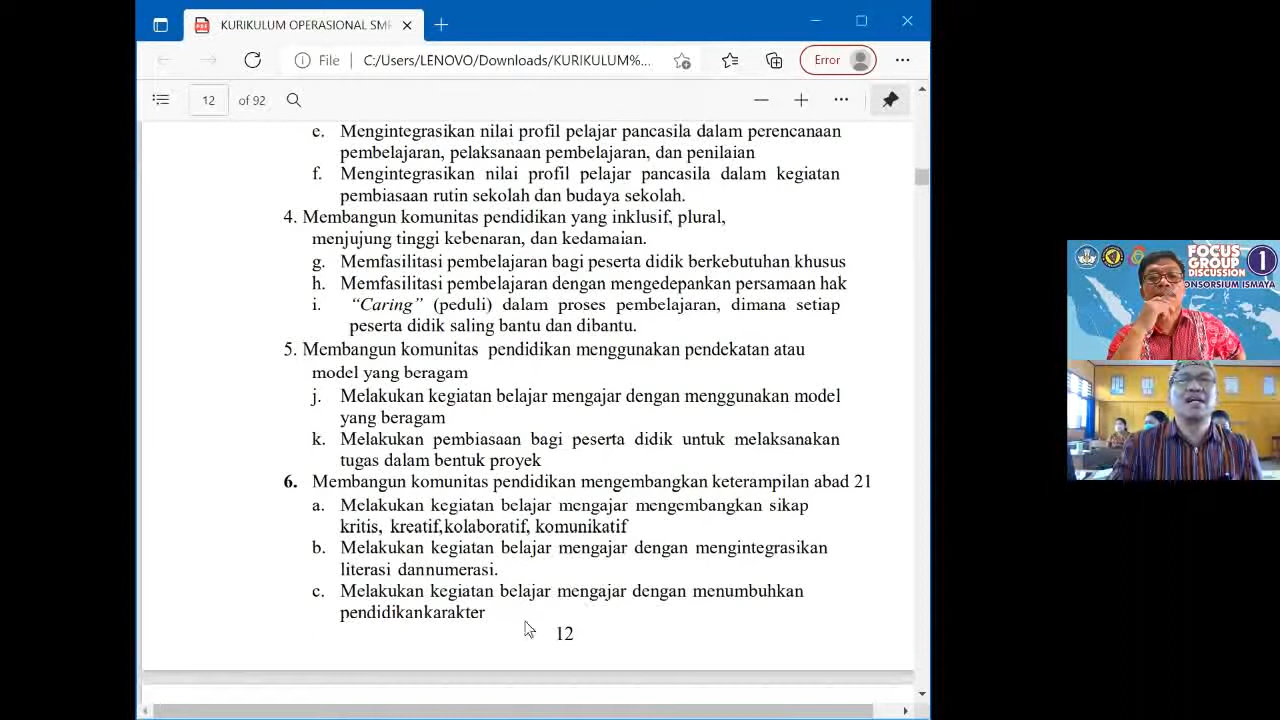 KURIKULUM OPERASIONAL SM
File
C:/Users/LENOVO/Downloads/KURIKULUM%...
Error
12 of 92
e. Mengintegrasikan nilai profil pelajar pancasila dalam perencanaan
pembelajaran, pelaksanaan pembelajaran, dan penilaian
f. Mengintegrasikan nilai profil pelajar pancasila dalam kegiatan
pembiasaan rutin sekolah dan budaya sekolah.
4. Membangun komunitas pendidikan yang inklusif, plural,
menjujung tinggi kebenaran, dan kedamaian.
g. Memfasilitasi pembelajaran bagi peserta didik berkebutuhan khusus
h. Memfasilitasi pembelajaran dengan mengedepankan persamaan hak
i. “Caring” (peduli) dalam proses pembelajaran, dimana setiap
peserta didik saling bantu dan dibantu.
5. Membangun komunitas pendidikan menggunakan pendekatan atau
model yang beragam
j. Melakukan kegiatan belajar mengajar dengan menggunakan model
yang beragam
k. Melakukan pembiasaan bagi peserta didik untuk melaksanakan
tugas dalam bentuk proyek
6. Membangun komunitas pendidikan mengembangkan keterampilan abad 21
a. Melakukan kegiatan belajar mengajar mengembangkan sikap
kritis, kreatif,kolaboratif, komunikatif
b. Melakukan kegiatan belajar mengajar dengan mengintegrasikan
literasi dannumerasi.
c. Melakukan kegiatan belajar mengajar dengan menumbuhkan
pendidikankarakter
12
FOCUS
GROUP
DISCUSSION
1
ONSORSIUM ISMAYA